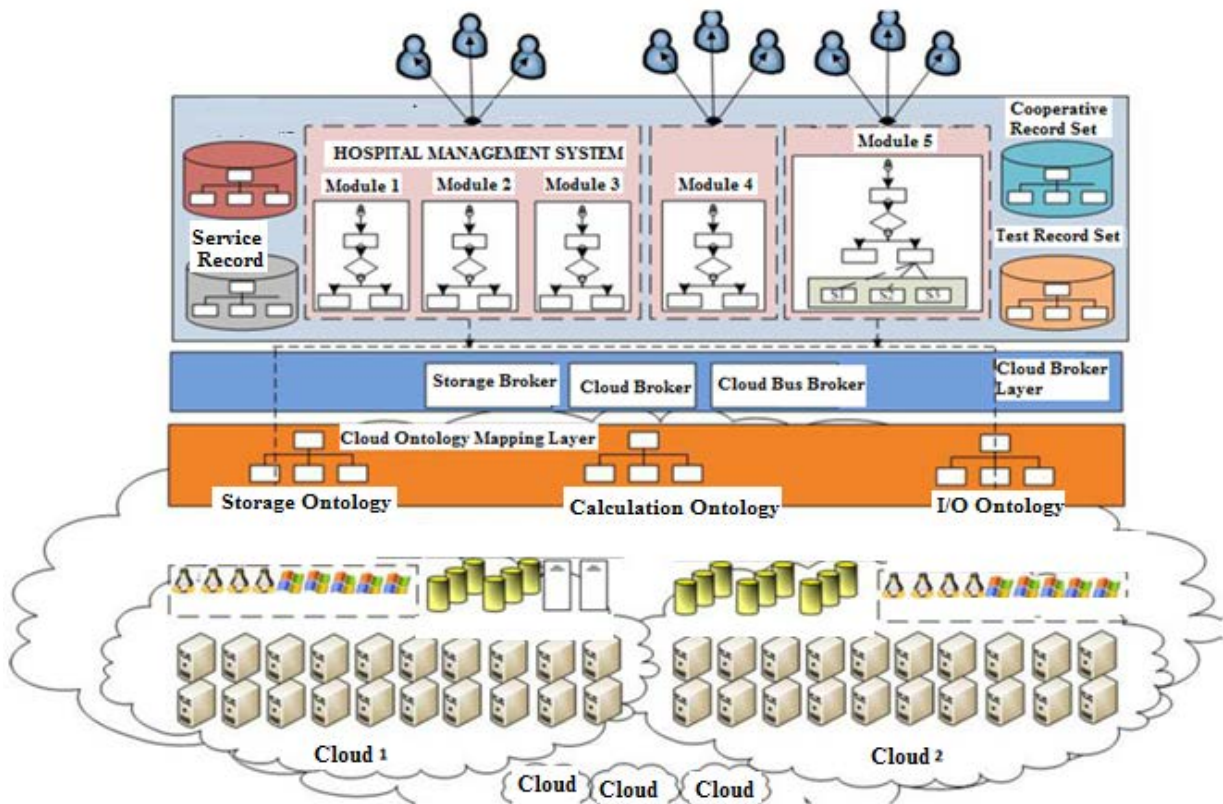 Cooperative
Record Set
Module 5
HOSPITAL MANAGEMENT SYSTEM
Module 1
Module 2
Module 3
Module 4
Service
Record
Test Record Set
S1
S2
S3
Storage Broker
Cloud Broker
Cloud Bus Broker
Cloud Broker
Layer
Cloud Ontology Mapping Layer
Storage Ontology
Calculation Ontology
I/O Ontology
Cloud 1
Cloud 2
Cloud
Cloud
Cloud